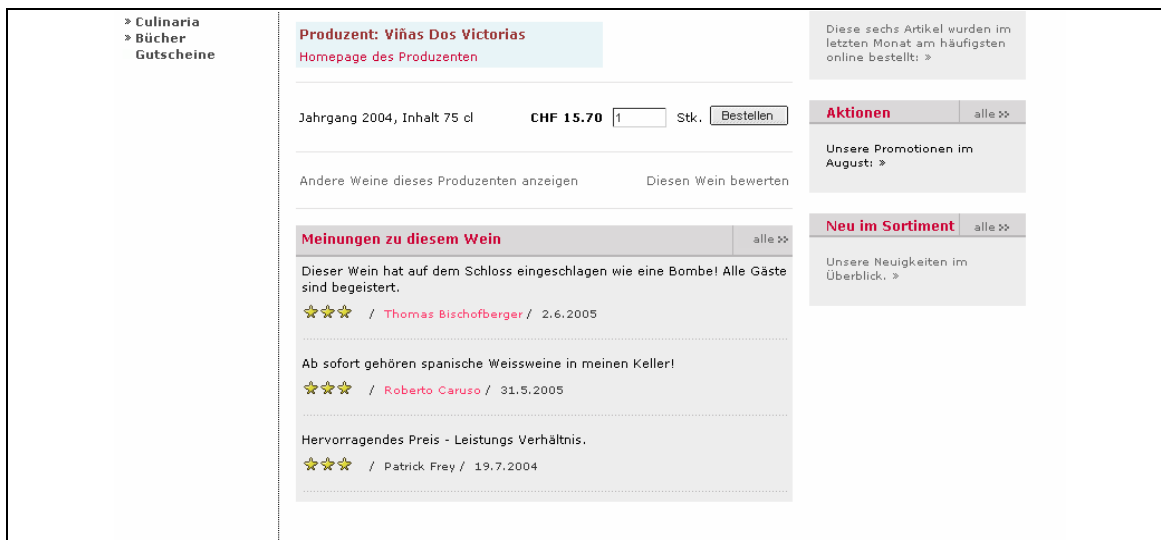 » Culinaria
» Bücher
Gutscheine
Produzent: Viñas Dos Victorias
Homepage des Produzenten
Jahrgang 2004, Inhalt 75 cl CHF 15.70 1 Stk. Bestellen
Andere Weine dieses Produzenten anzeigen Diesen Wein bewerten
Meinungen zu diesem Wein alle »
Dieser Wein hat auf dem Schloss eingeschlagen wie eine Bombe! Alle Gäste
sind begeistert.
/ Thomas Bischofberger / 2.6.2005
Ab sofort gehören spanische Weissweine in meinen Keller!
/ Roberto Caruso / 31.5.2005
Hervorragendes Preis - Leistungs Verhältnis.
/ Patrick Frey / 19.7.2004
Diese sechs Artikel wurden im
letzten Monat am häufigsten
online bestellt: »
Aktionen alle »
Unsere Promotionen im
August: »
Neu im Sortiment alle »
Unsere Neuigkeiten im
Überblick. »